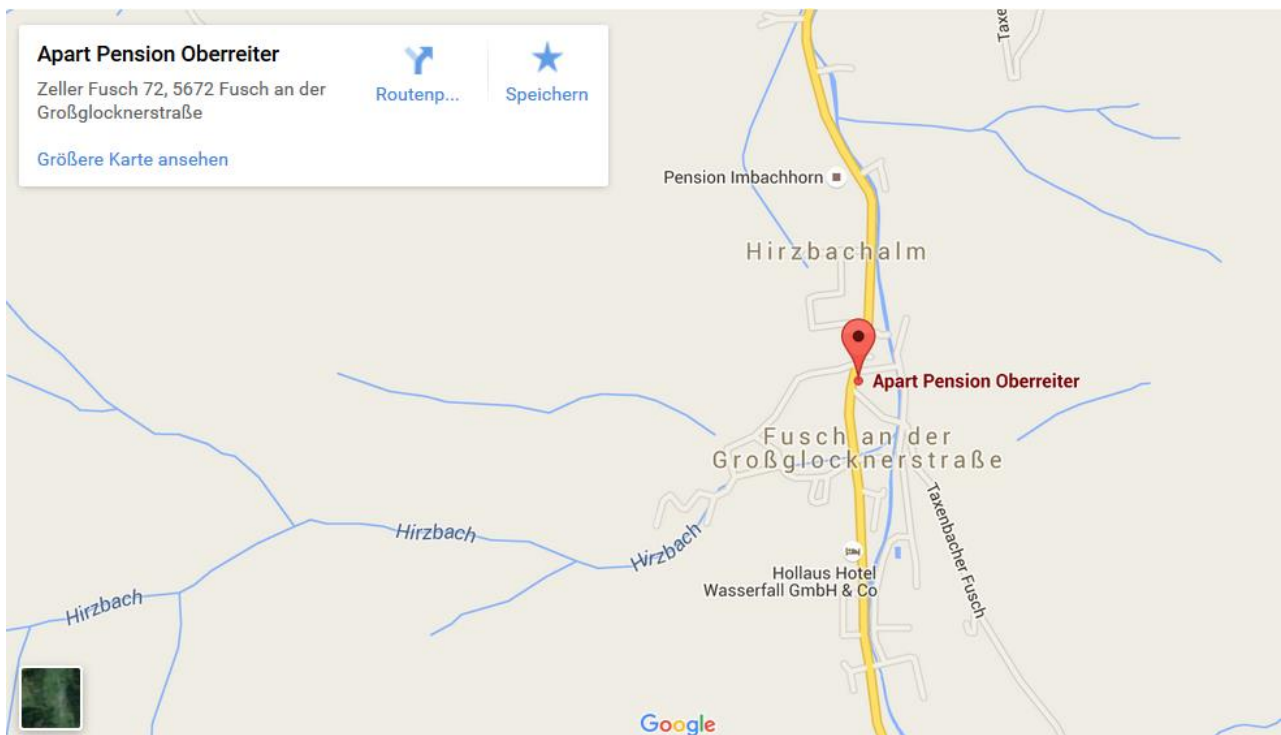 Apart Pension Oberreiter
Zeller Fusch 72, 5672 Fusch an der
Großglocknerstraße
Routenp...
Speichern
Größere Karte ansehen
Taxe
Pension Imbachhorn
Hirzbachalm
Apart Pension Oberreiter
Fusch an der
Großglocknerstraße
Taxenbacher Fusch
Hirzbach
Hirzbach
Hirzbach
Hollaus Hotel
Wasserfall GmbH & Co
Google